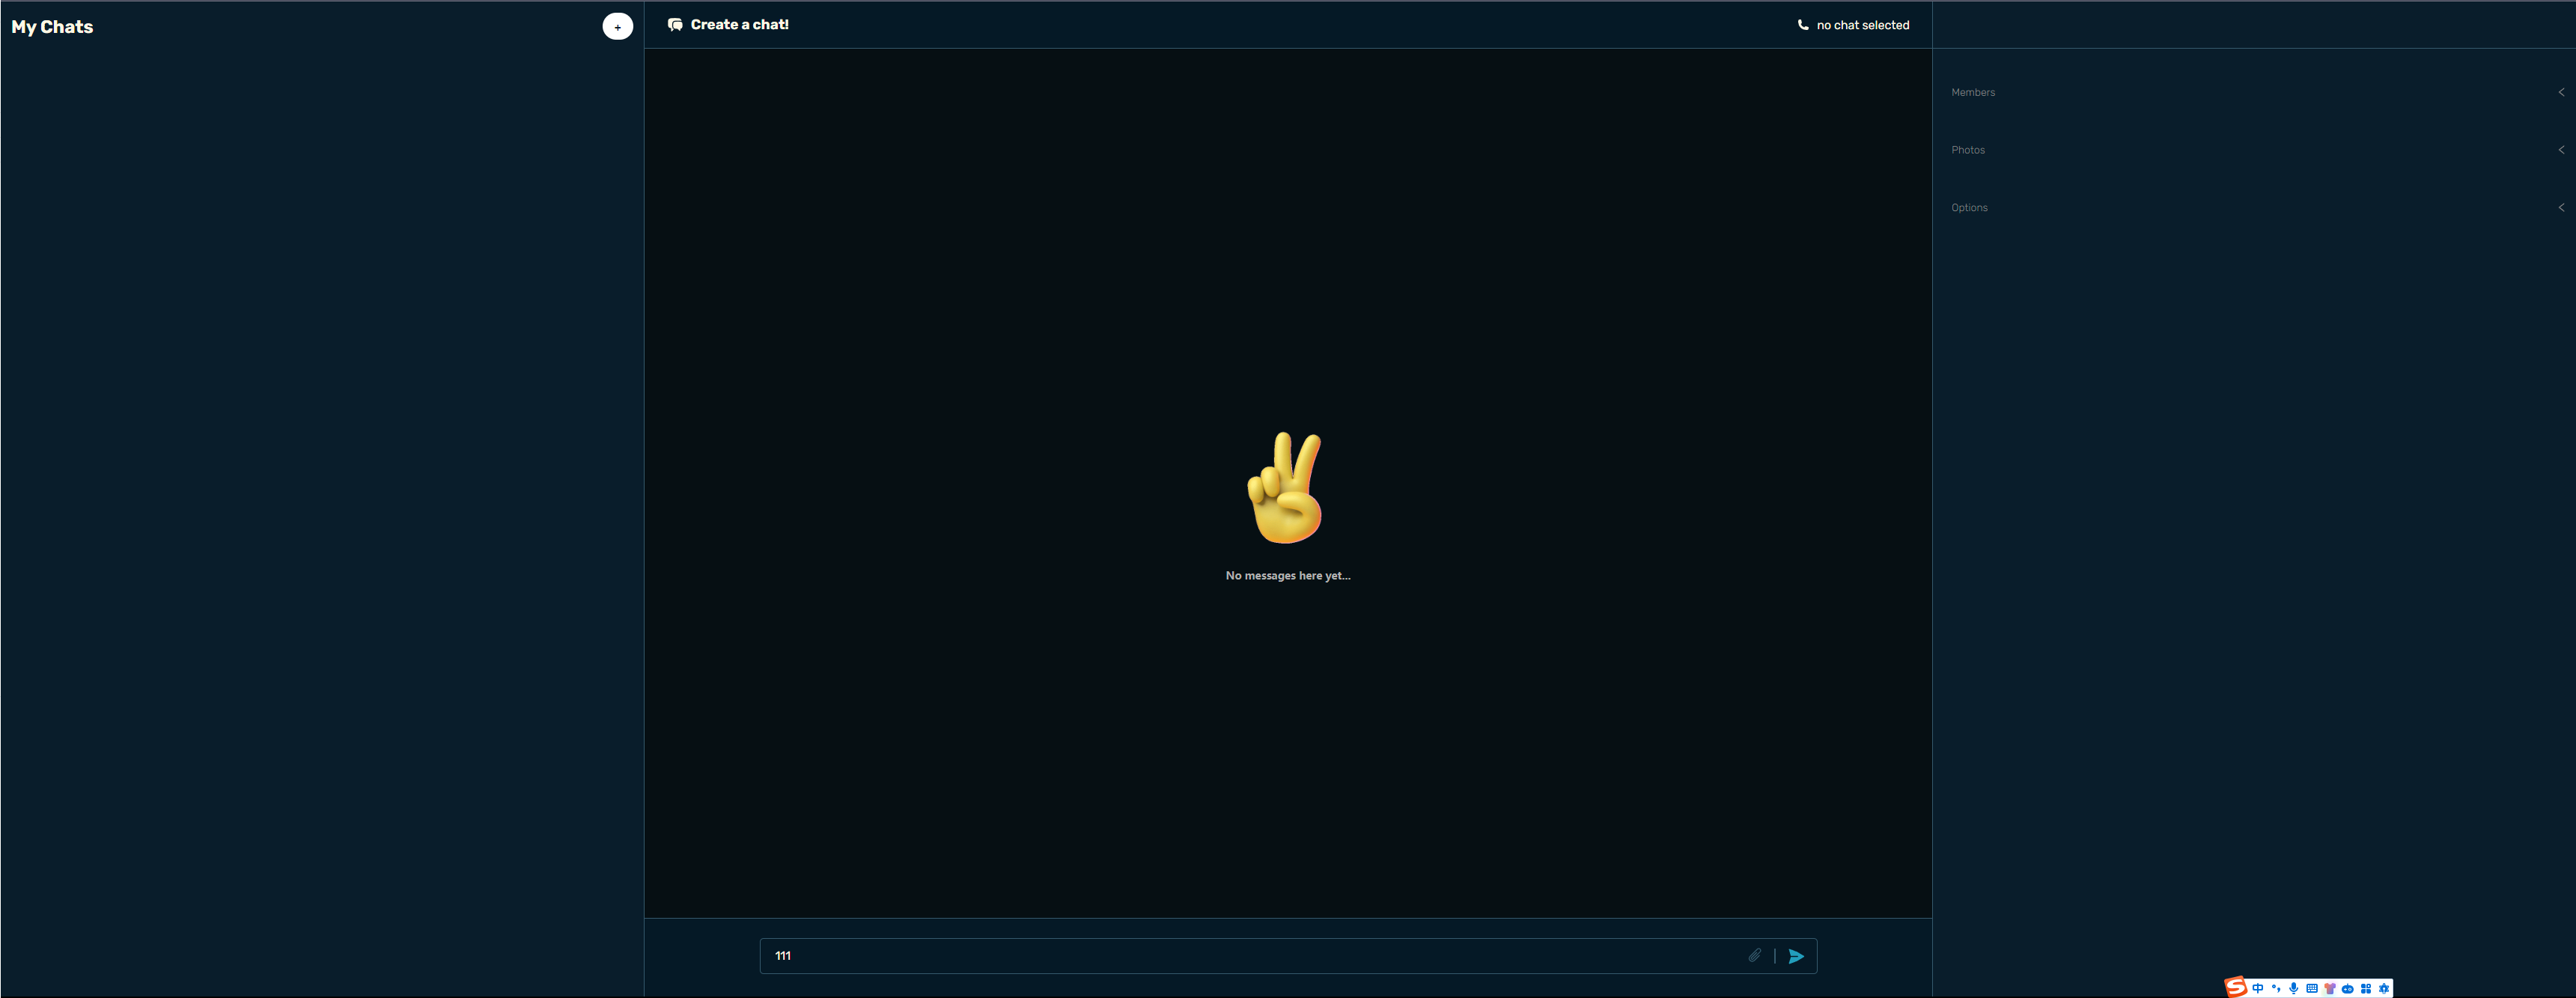 My Chats
+
Create a chat!
no chat selected
Members
Photos
Options
No messages here yet...
111
S 中